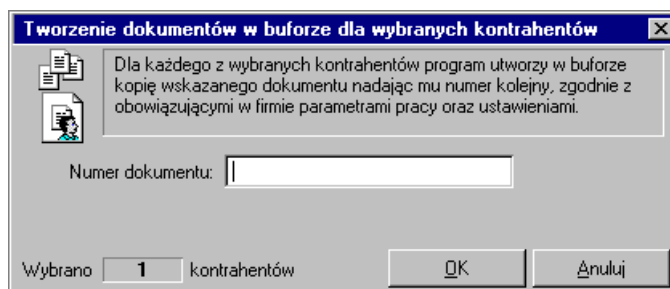 Tworzenie dokumentów w buforze dla wybranych kontrahentów
Dla każdego z wybranych kontrahentów program utworzy w buforze
kopię wskazanego dokumentu nadając mu numer kolejny, zgodnie z
obowiązującymi w firmie parametrami pracy oraz ustawieniami.
Numer dokumentu:
Wybrano 1 kontrahentów OK Anuluj